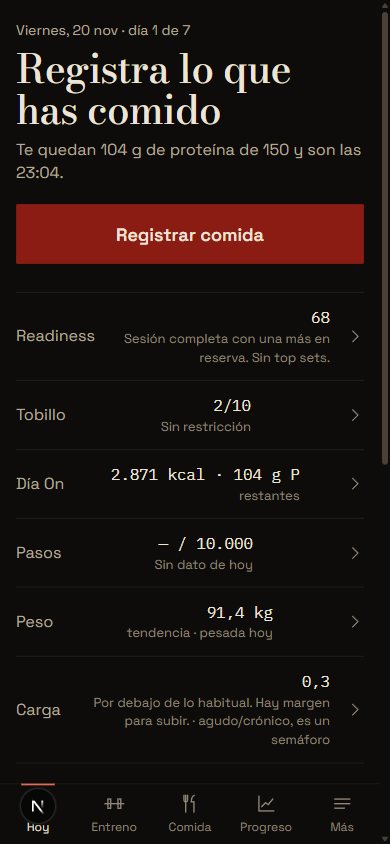 Viernes, 20 nov · día 1 de 7
Registra lo que
has comido
Te quedan 104 g de proteína de 150 y son las
23:04.
Registrar comida
68
Readiness
Sesión completa con una más en
reserva. Sin top sets.
2/10
Tobillo
Sin restricción
2.871 kcal · 104 g P
Día On
restantes
— / 10.000
Pasos
Sin dato de hoy
91,4 kg
Peso
tendencia · pesada hoy
0,3
Por debajo de lo habitual. Hay margen
Carga
para subir. · agudo/crónico, es un
semáforo
N
Hoy
Entreno
Comida
Progreso
Más